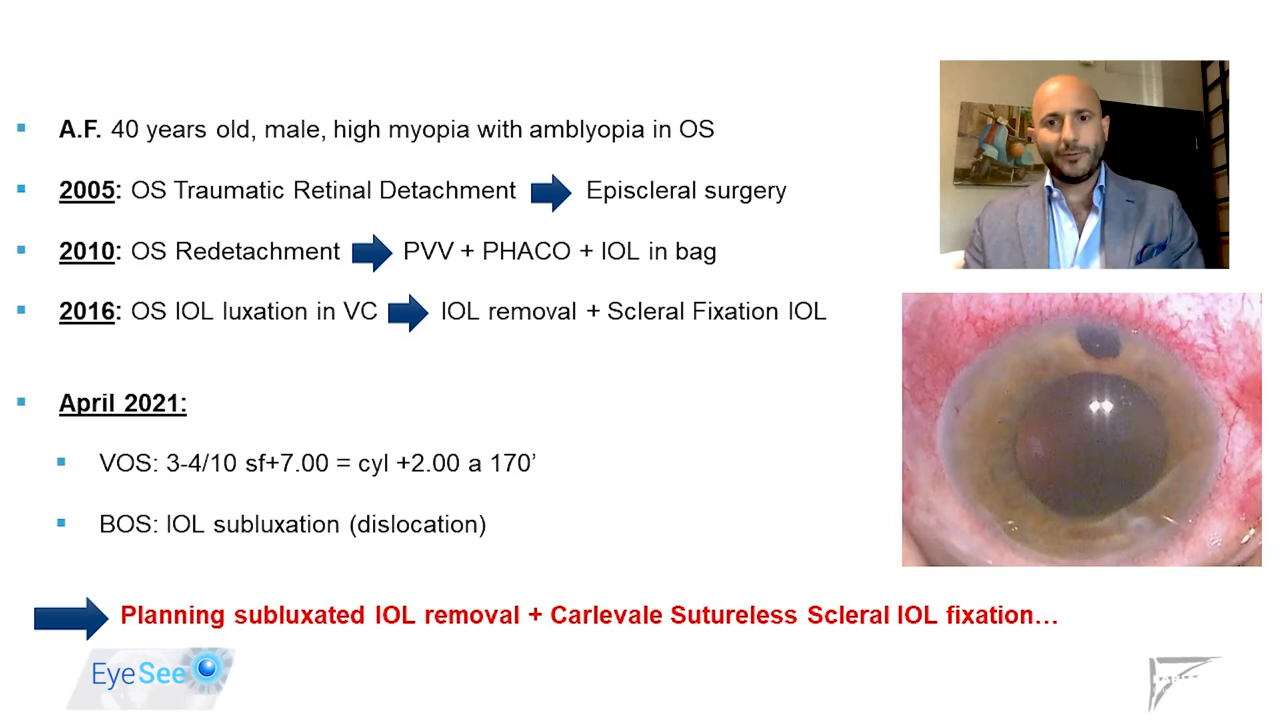 A.F. 40 years old, male, high myopia with amblyopia in OS
2005: OS Traumatic Retinal Detachment Episcleral surgery
2010: OS Redetachment PVV + PHACO + IOL in bag
2016: OS IOL luxation in VC IOL removal + Scleral Fixation IOL
April 2021:
VOS: 3-4/10 sf+7.00 = cyl +2.00 a 170’
BOS: IOL subluxation (dislocation)
Planning subluxated IOL removal + Carlevale Sutureless Scleral IOL fixation…
EyeSee